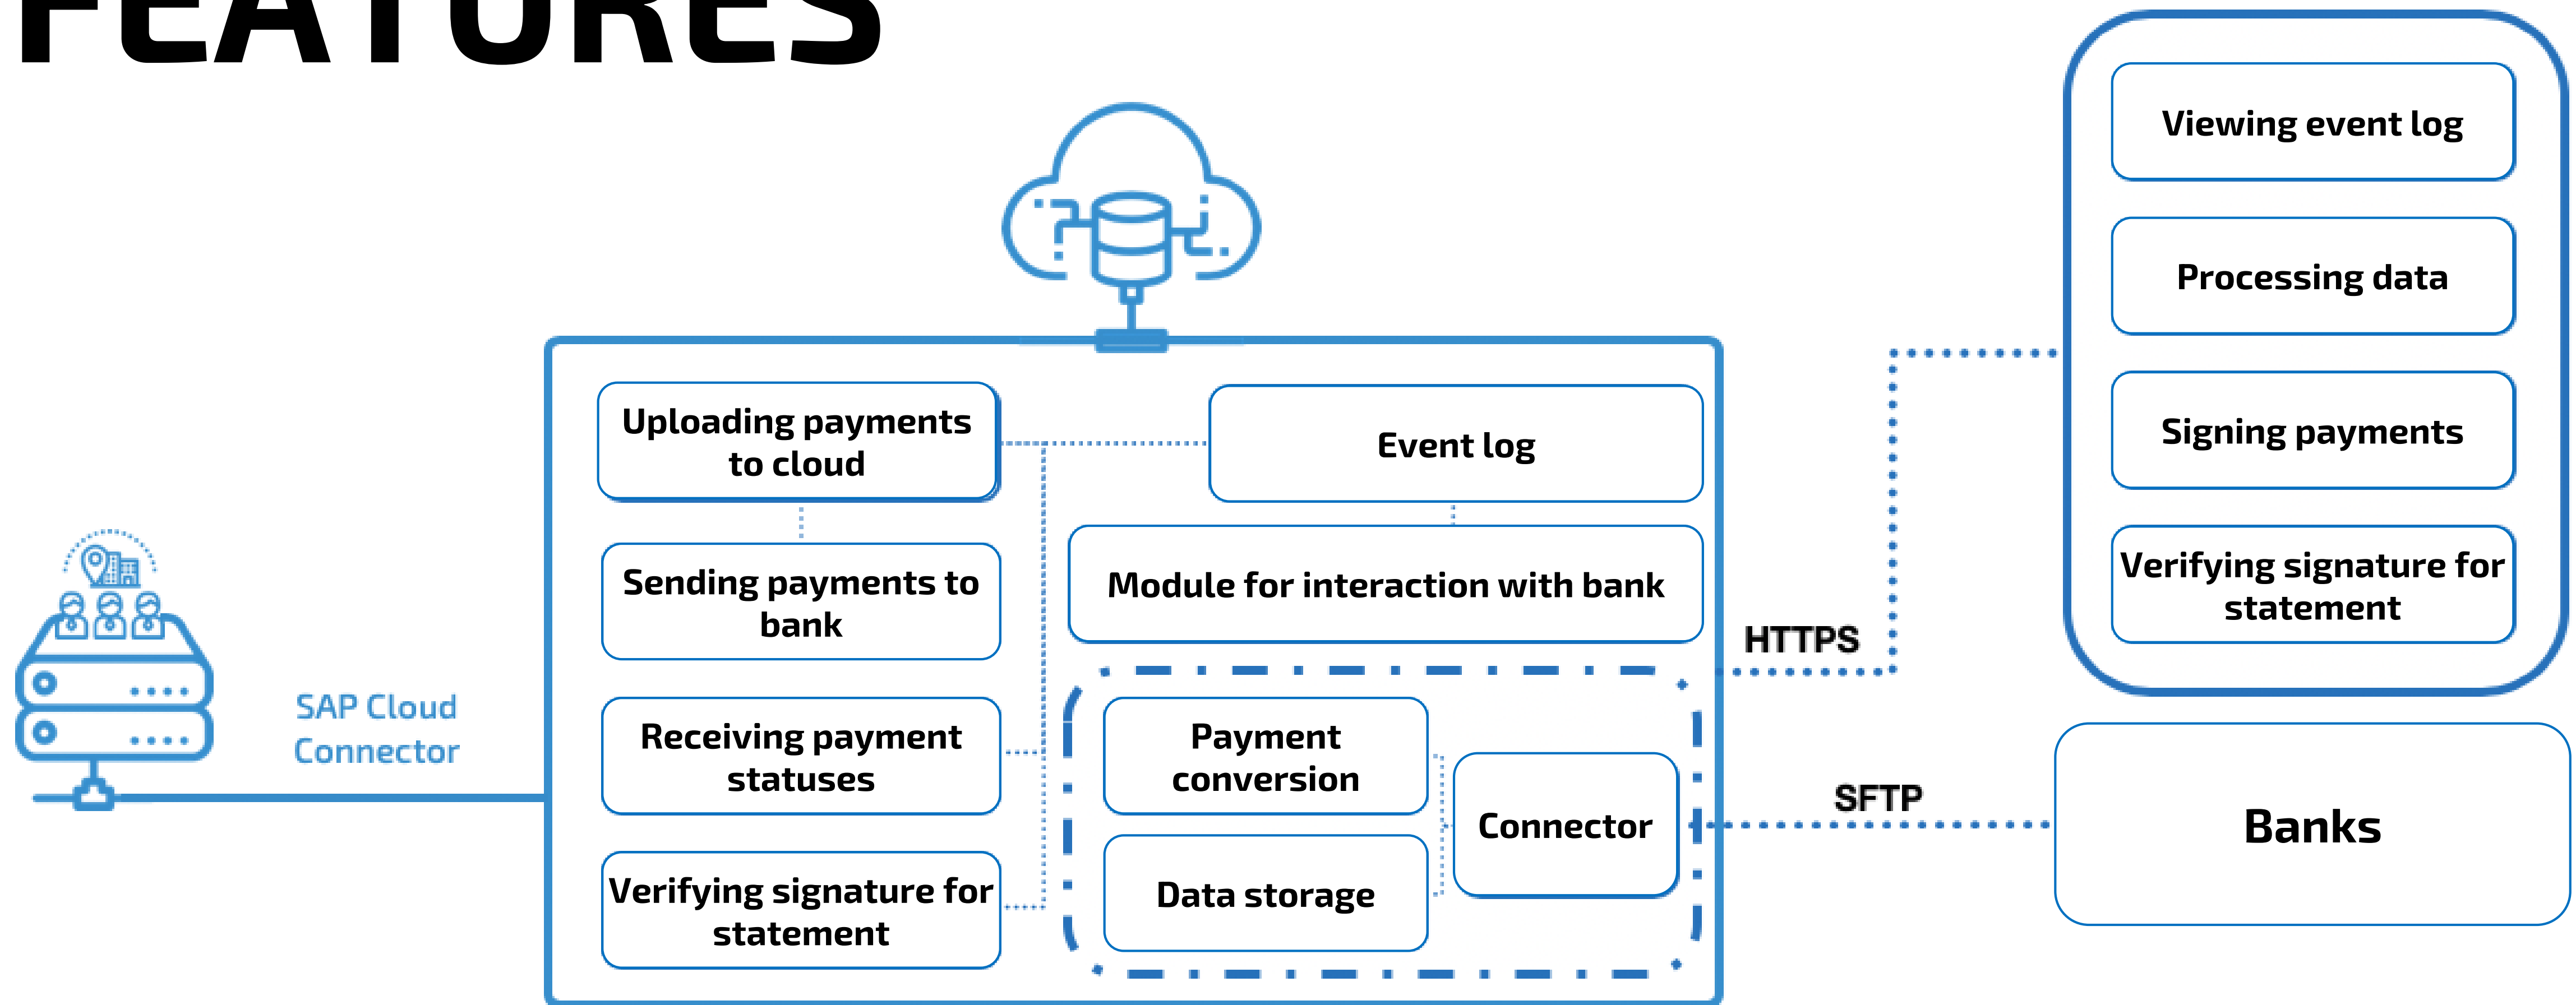 FEATURES
Viewing event log
Processing data
Signing payments
Verifying signature for
statement
Uploading payments
to cloud
Event log
Sending payments to
bank
Module for interaction with bank
HTTPS
SAP Cloud
Connector
Receiving payment
statuses
Payment
conversion
Connector
SFTP
Banks
Verifying signature for
statement
Data storage